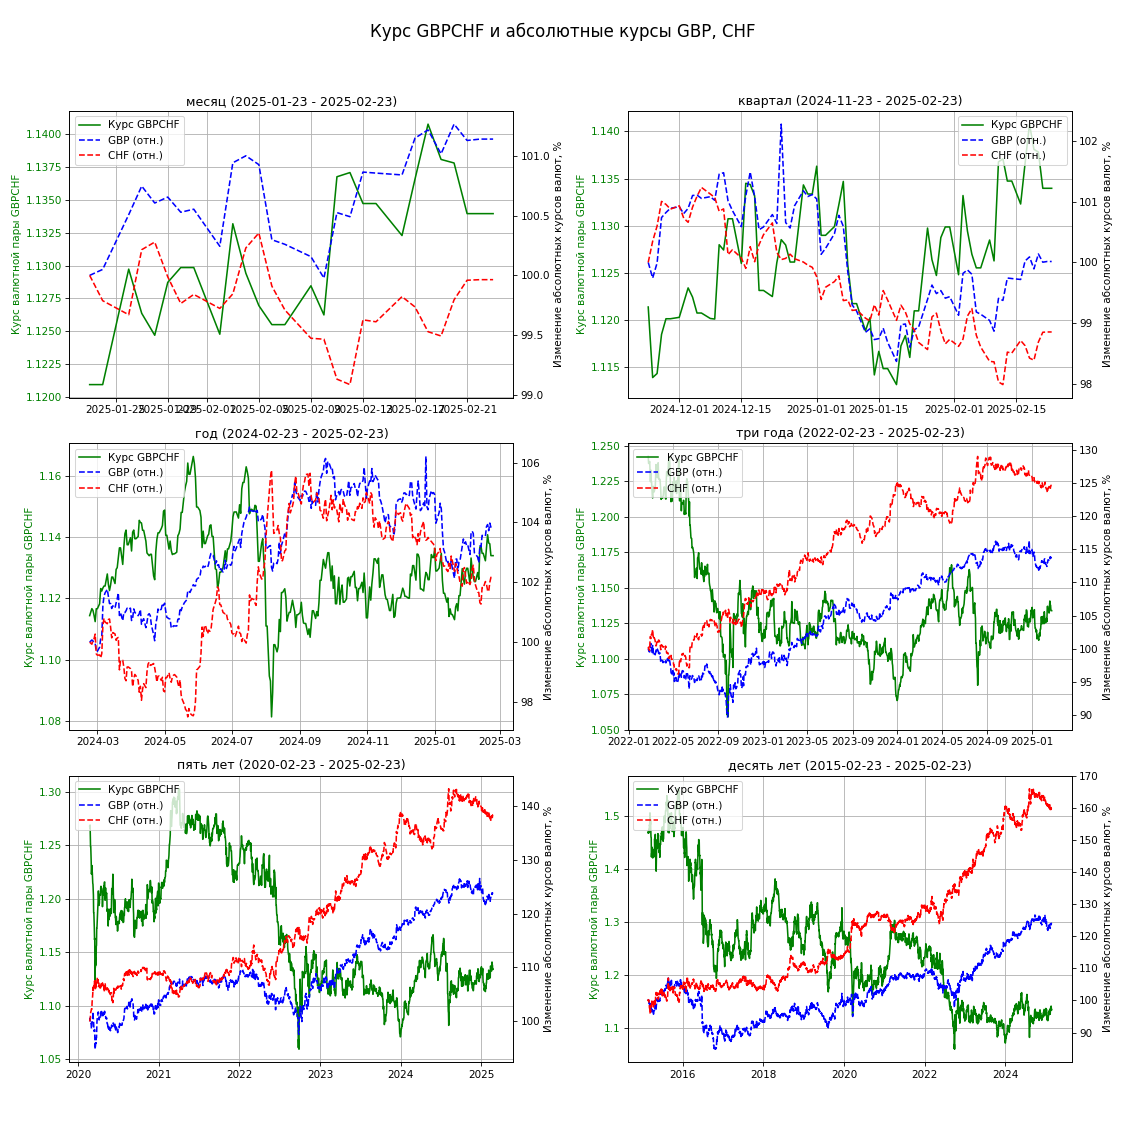 Курс GBPCHF и абсолютные курсы GBP, CHF
месяц (2025-01-23 - 2025-02-23)
Курс GBPCHF
GBP (отн.)
CHF (отн.)
Курс валютной пары GBPCHF
1.1400
1.1375
1.1350
1.1325
1.1300
1.1275
1.1250
1.1225
1.1200
101.0
100.5
100.0
99.5
99.0
Изменение абсолютных курсов валют, %
2025-01-25 2025-01-29 2025-02-01 2025-02-05 2025-02-09 2025-02-13 2025-02-17 2025-02-21
квартал (2024-11-23 - 2025-02-23)
Курс GBPCHF
GBP (отн.)
CHF (отн.)
Курс валютной пары GBPCHF
1.140
1.135
1.130
1.125
1.120
1.115
102
101
100
99
98
Изменение абсолютных курсов валют, %
2024-12-01 2024-12-15 2025-01-01 2025-01-15 2025-02-01 2025-02-15
год (2024-02-23 - 2025-02-23)
Курс GBPCHF
GBP (отн.)
CHF (отн.)
Курс валютной пары GBPCHF
1.16
1.14
1.12
1.10
1.08
106
104
102
100
98
Изменение абсолютных курсов валют, %
2024-03 2024-05 2024-07 2024-09 2024-11 2025-01 2025-03
три года (2022-02-23 - 2025-02-23)
Курс GBPCHF
GBP (отн.)
CHF (отн.)
Курс валютной пары GBPCHF
1.250
1.225
1.200
1.175
1.150
1.125
1.100
1.075
1.050
130
125
120
115
110
105
100
95
90
Изменение абсолютных курсов валют, %
2022-01 2022-05 2022-09 2023-01 2023-05 2023-09 2024-01 2024-05 2024-09 2025-01
пять лет (2020-02-23 - 2025-02-23)
Курс GBPCHF
GBP (отн.)
CHF (отн.)
Курс валютной пары GBPCHF
1.30
1.25
1.20
1.15
1.10
1.05
140
130
120
110
100
Изменение абсолютных курсов валют, %
2020 2021 2022 2023 2024 2025
десять лет (2015-02-23 - 2025-02-23)
Курс GBPCHF
GBP (отн.)
CHF (отн.)
Курс валютной пары GBPCHF
1.5
1.4
1.3
1.2
1.1
170
160
150
140
130
120
110
100
90
Изменение абсолютных курсов валют, %
2016 2018 2020 2022 2024